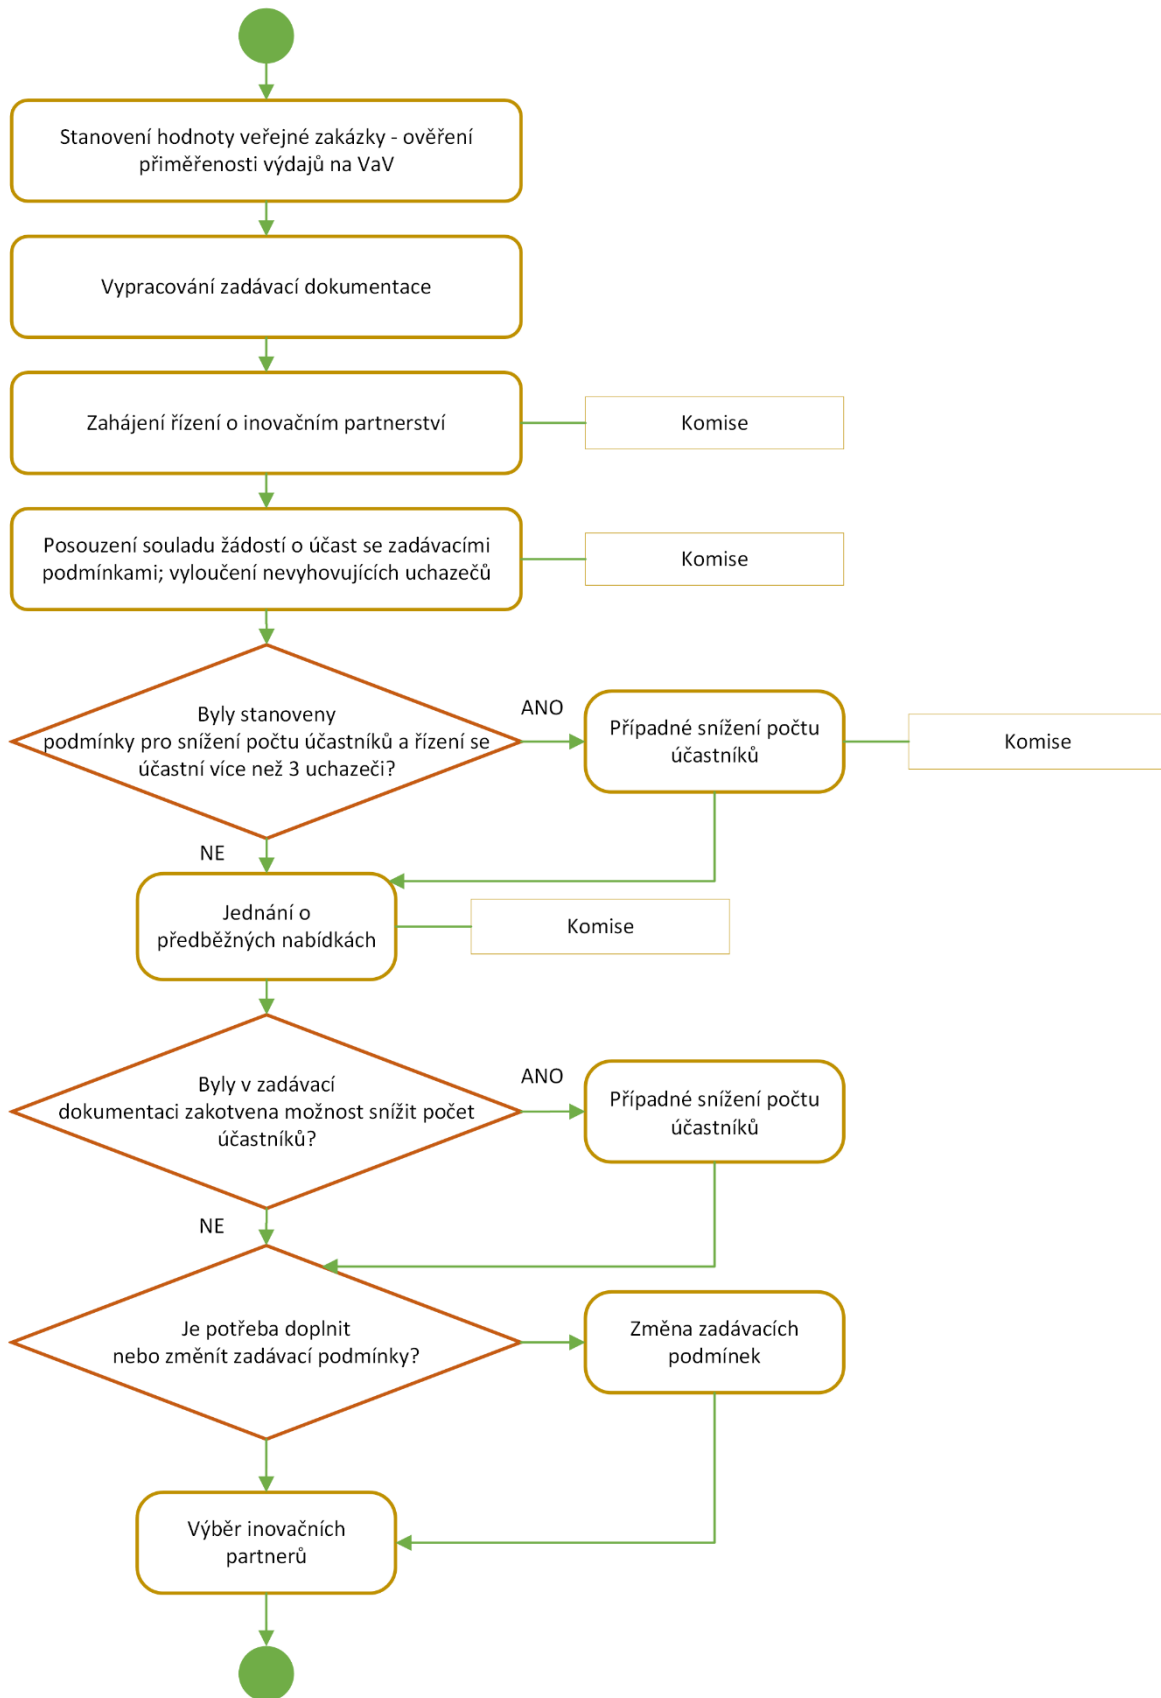 Stanovení hodnoty veřejné zakázky - ověření
přiměřenosti výdajů na VaV
Vypracování zadávací dokumentace
Zahájení řízení o inovačním partnerství
Komise
Posouzení souladu žádostí o účast se zadávacími
podmínkami; vyloučení nevyhovujících uchazečů
Komise
Byly stanoveny
podmínky pro snížení počtu účastníků a řízení se
účastní více než 3 uchazeči?
ANO
Případné snížení počtu
účastníků
Komise
NE
Jednání o
předběžných nabídkách
Komise
Byly v zadávací
dokumentaci zakotvena možnost snížit počet
účastníků?
ANO
Případné snížení počtu
účastníků
NE
Je potřeba doplnit
nebo změnít zadávací podmínky?
Změna zadávacích
podmínek
Výběr inovačních
partnerů